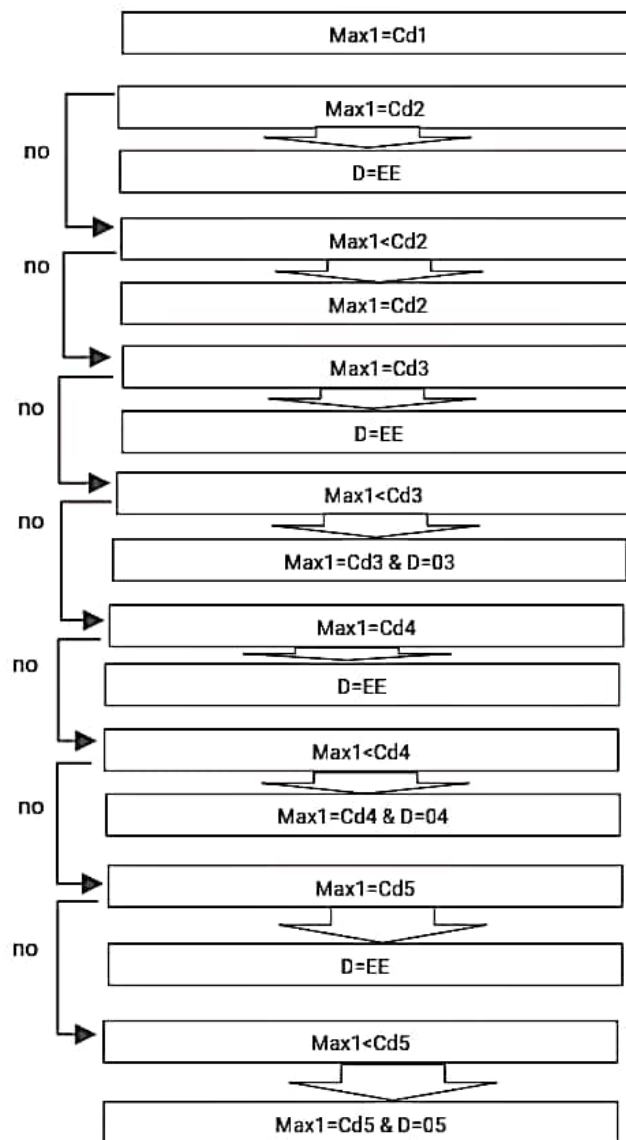 Max1=Cd1
Max1=Cd2
no
D=EE
Max1<Cd2
no
Max1=Cd2
Max1=Cd3
no
D=EE
Max1<Cd3
no
Max1=Cd3 & D=03
Max1=Cd4
no
D=EE
Max1<Cd4
no
Max1=Cd4 & D=04
Max1=Cd5
no
D=EE
Max1<Cd5
Max1=Cd5 & D=05